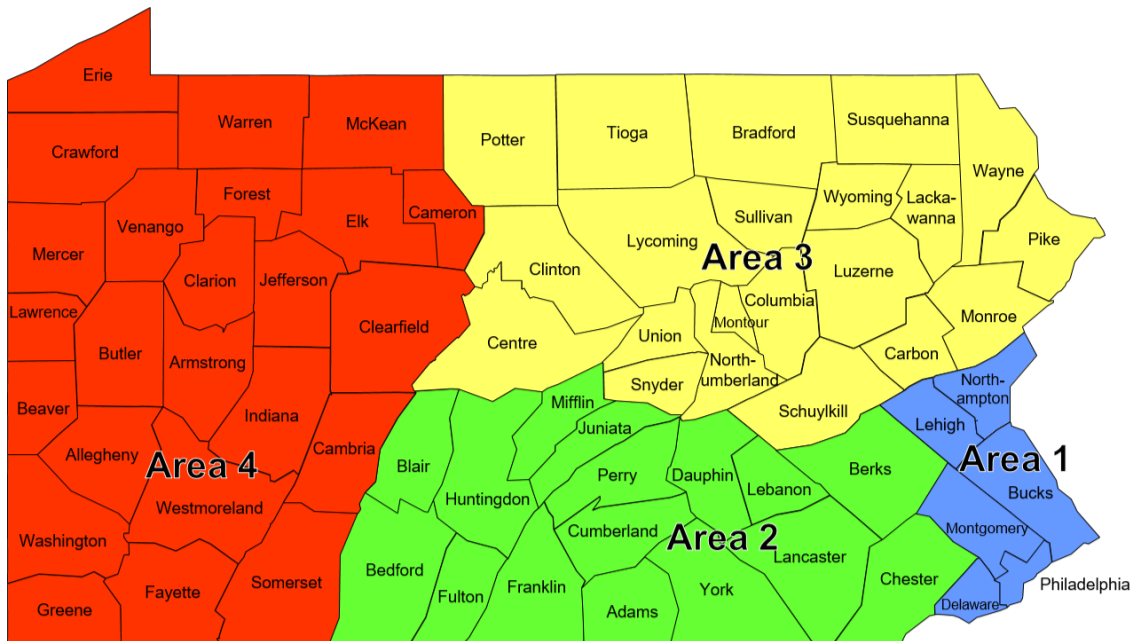 Erie
Warren
McKean
Crawford
Potter
Tioga
Bradford
Susquehanna
Wayne
Forest
Elk
Cameron
Venango
Mercer
Clarion
Jefferson
Lycoming
Sullivan
Wyoming
Lacka-
wanna
Pike
Area 3
Clinton
Luzerne
Columbia
Lawrence
Butler
Armstrong
Clearfield
Centre
Union
Montour
Monroe
Carbon
North-
umberland
Snyder
Schuylkill
North-
ampton
Lehigh
Beaver
Allegheny
Indiana
Cambria
Area 4
Westmoreland
Washington
Greene
Fayette
Somerset
Mifflin
Juniata
Blair
Huntingdon
Perry
Dauphin
Lebanon
Berks
Cumberland
Area 2
Lancaster
Bedford
Fulton
Franklin
Adams
York
Chester
Area 1
Bucks
Montgomery
Delaware
Philadelphia